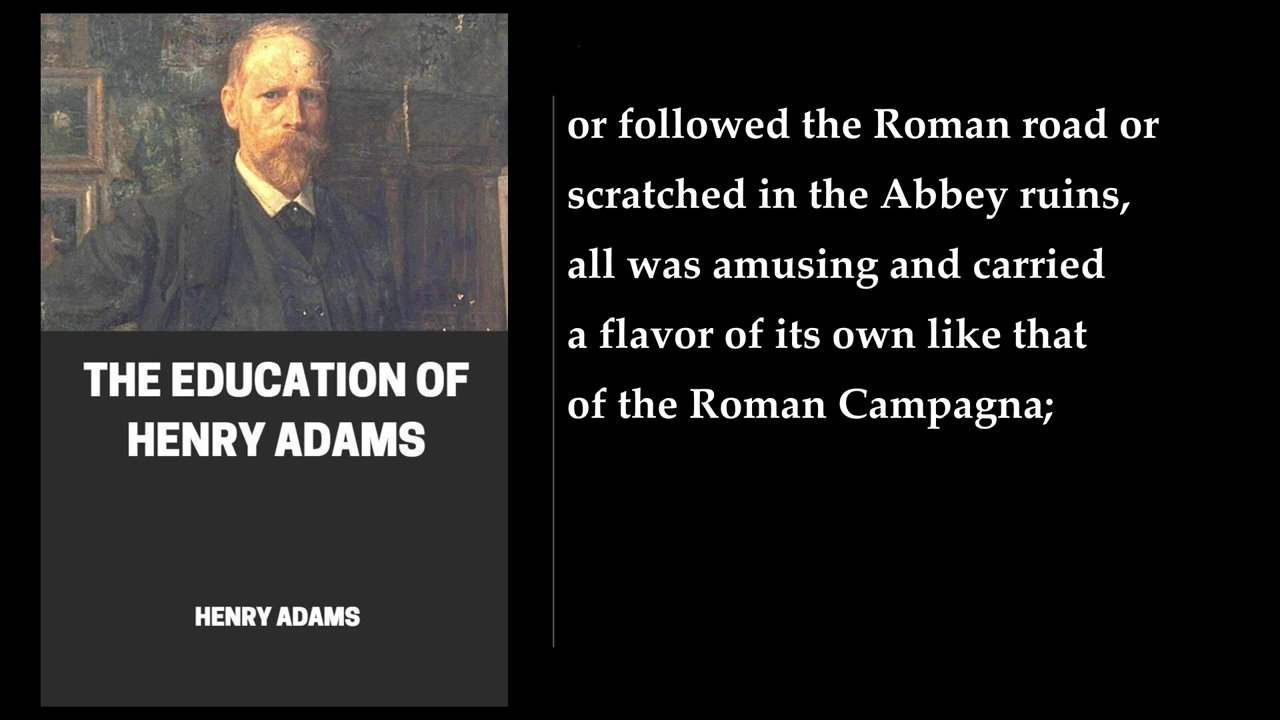 THE EDUCATION OF
HENRY ADAMS
HENRY ADAMS
or followed the Roman road or
scratched in the Abbey ruins,
all was amusing and carried
a flavor of its own like that
of the Roman Campagna;